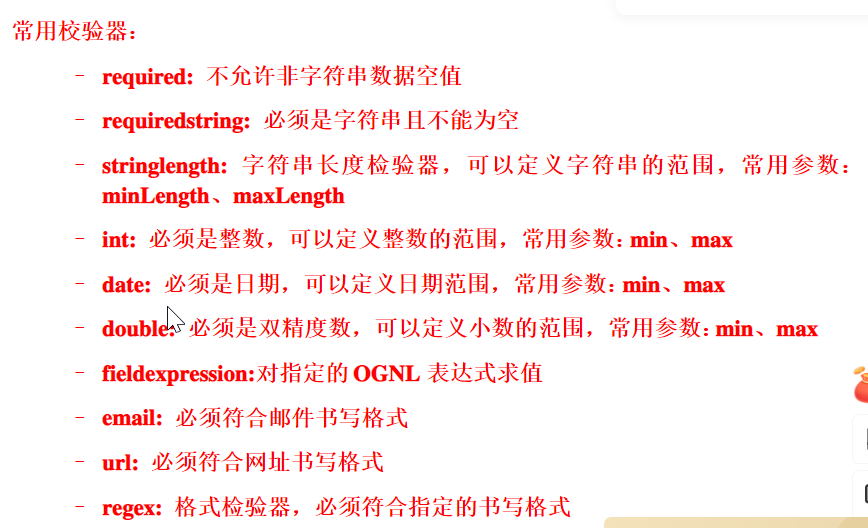 常用校验器：
– required: 不允许非字符串数据空值
– requiredstring: 必须是字符串且不能为空
– stringlength: 字符串长度检验器，可以定义字符串的范围，常用参数：
minLength、maxLength
– int: 必须是整数，可以定义整数的范围，常用参数：min、max
– date: 必须是日期，可以定义日期范围，常用参数：min、max
– double: 必须是双精度数，可以定义小数的范围，常用参数：min、max
– fieldexpression:对指定的 OGNL 表达式求值
– email: 必须符合邮件书写格式
– url: 必须符合网址书写格式
– regex: 格式检验器，必须符合指定的书写格式